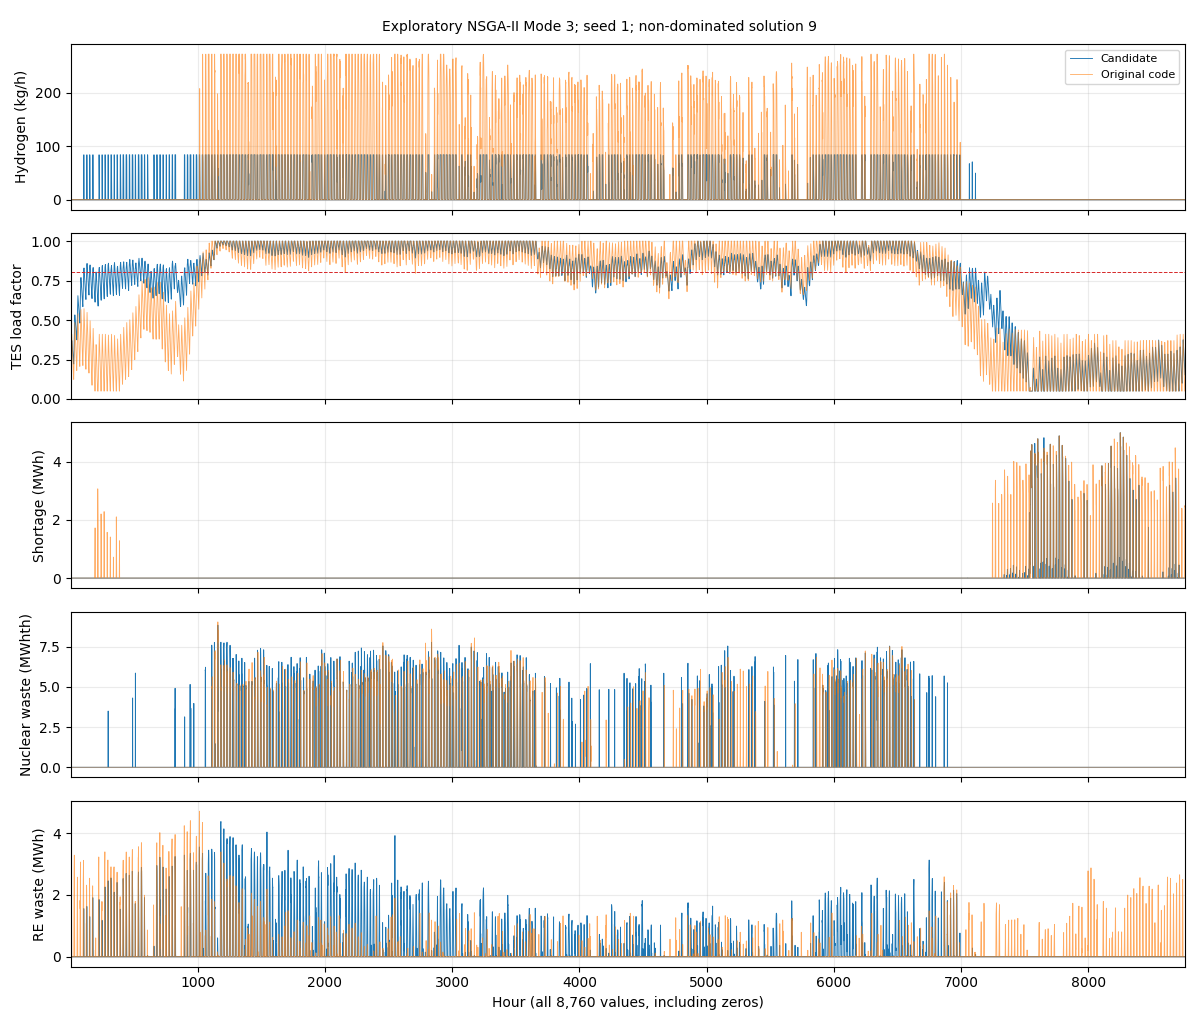 Exploratory NSGA-II Mode 3; seed 1; non-dominated solution 9
Hydrogen (kg/h)
200
100
0
Candidate
Original code
TES load factor
1.00
0.75
0.50
0.25
0.00
Shortage (MWh)
4
2
0
Nuclear waste (MWhth)
7.5
5.0
2.5
0.0
RE waste (MWh)
4
2
0
1000 2000 3000 4000 5000 6000 7000 8000
Hour (all 8,760 values, including zeros)